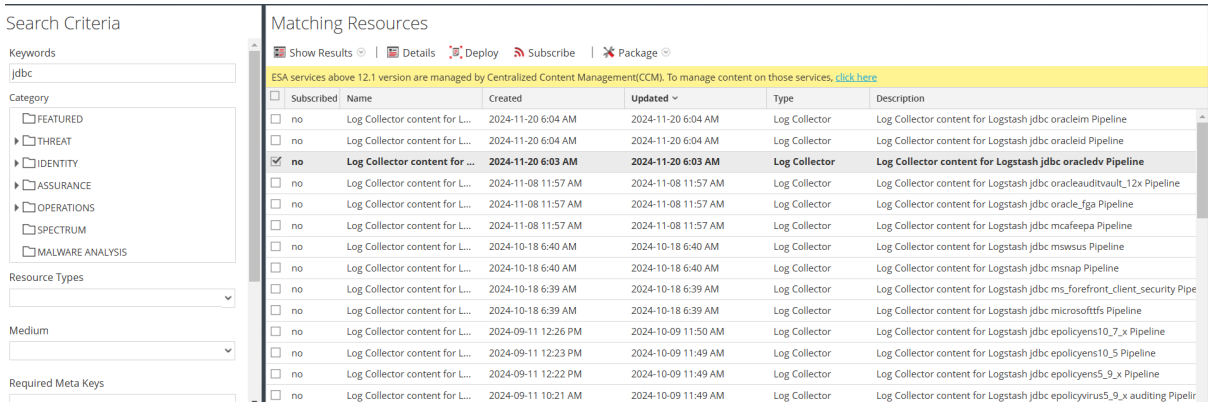 Search Criteria
Keywords
jdbc
Category
FEATURED
THREAT
IDENTITY
ASSURANCE
OPERATIONS
SPECTRUM
MALWARE ANALYSIS
Resource Types
Medium
Required Meta Keys
Matching Resources
Show Results | Details Deploy Subscribe | Package
ESA services above 12.1 version are managed by Centralized Content Management(CCM). To manage content on those services, click here
Subscribed Name Created Updated Type Description
no Log Collector content for L... 2024-11-20 6:04 AM 2024-11-20 6:04 AM Log Collector Log Collector content for Logstash jdbc oracleim Pipeline
no Log Collector content for L... 2024-11-20 6:04 AM 2024-11-20 6:04 AM Log Collector Log Collector content for Logstash jdbc oracleid Pipeline
no Log Collector content for ... 2024-11-20 6:03 AM 2024-11-20 6:03 AM Log Collector Log Collector content for Logstash jdbc oracledv Pipeline
no Log Collector content for L... 2024-11-08 11:57 AM 2024-11-08 11:57 AM Log Collector Log Collector content for Logstash jdbc oracleauditvault_12x Pipeline
no Log Collector content for L... 2024-11-08 11:57 AM 2024-11-08 11:57 AM Log Collector Log Collector content for Logstash jdbc oracle_fga Pipeline
no Log Collector content for L... 2024-11-08 11:57 AM 2024-11-08 11:57 AM Log Collector Log Collector content for Logstash jdbc mcafeepa Pipeline
no Log Collector content for L... 2024-10-18 6:40 AM 2024-10-18 6:40 AM Log Collector Log Collector content for Logstash jdbc mswsus Pipeline
no Log Collector content for L... 2024-10-18 6:40 AM 2024-10-18 6:40 AM Log Collector Log Collector content for Logstash jdbc msnap Pipeline
no Log Collector content for L... 2024-10-18 6:39 AM 2024-10-18 6:39 AM Log Collector Log Collector content for Logstash jdbc ms_forefront_client_security Pipe
no Log Collector content for L... 2024-10-18 6:39 AM 2024-10-18 6:39 AM Log Collector Log Collector content for Logstash jdbc microsofttfs Pipeline
no Log Collector content for L... 2024-09-11 12:26 PM 2024-10-09 11:50 AM Log Collector Log Collector content for Logstash jdbc epolicyens10_7_x Pipeline
no Log Collector content for L... 2024-09-11 12:23 PM 2024-10-09 11:49 AM Log Collector Log Collector content for Logstash jdbc epolicyens10_5 Pipeline
no Log Collector content for L... 2024-09-11 12:22 PM 2024-10-09 11:49 AM Log Collector Log Collector content for Logstash jdbc epolicyens5_9_x Pipeline
no Log Collector content for L... 2024-09-11 10:21 AM 2024-10-09 11:49 AM Log Collector Log Collector content for Logstash jdbc epolicyvirus5_9_x auditing Pipelin